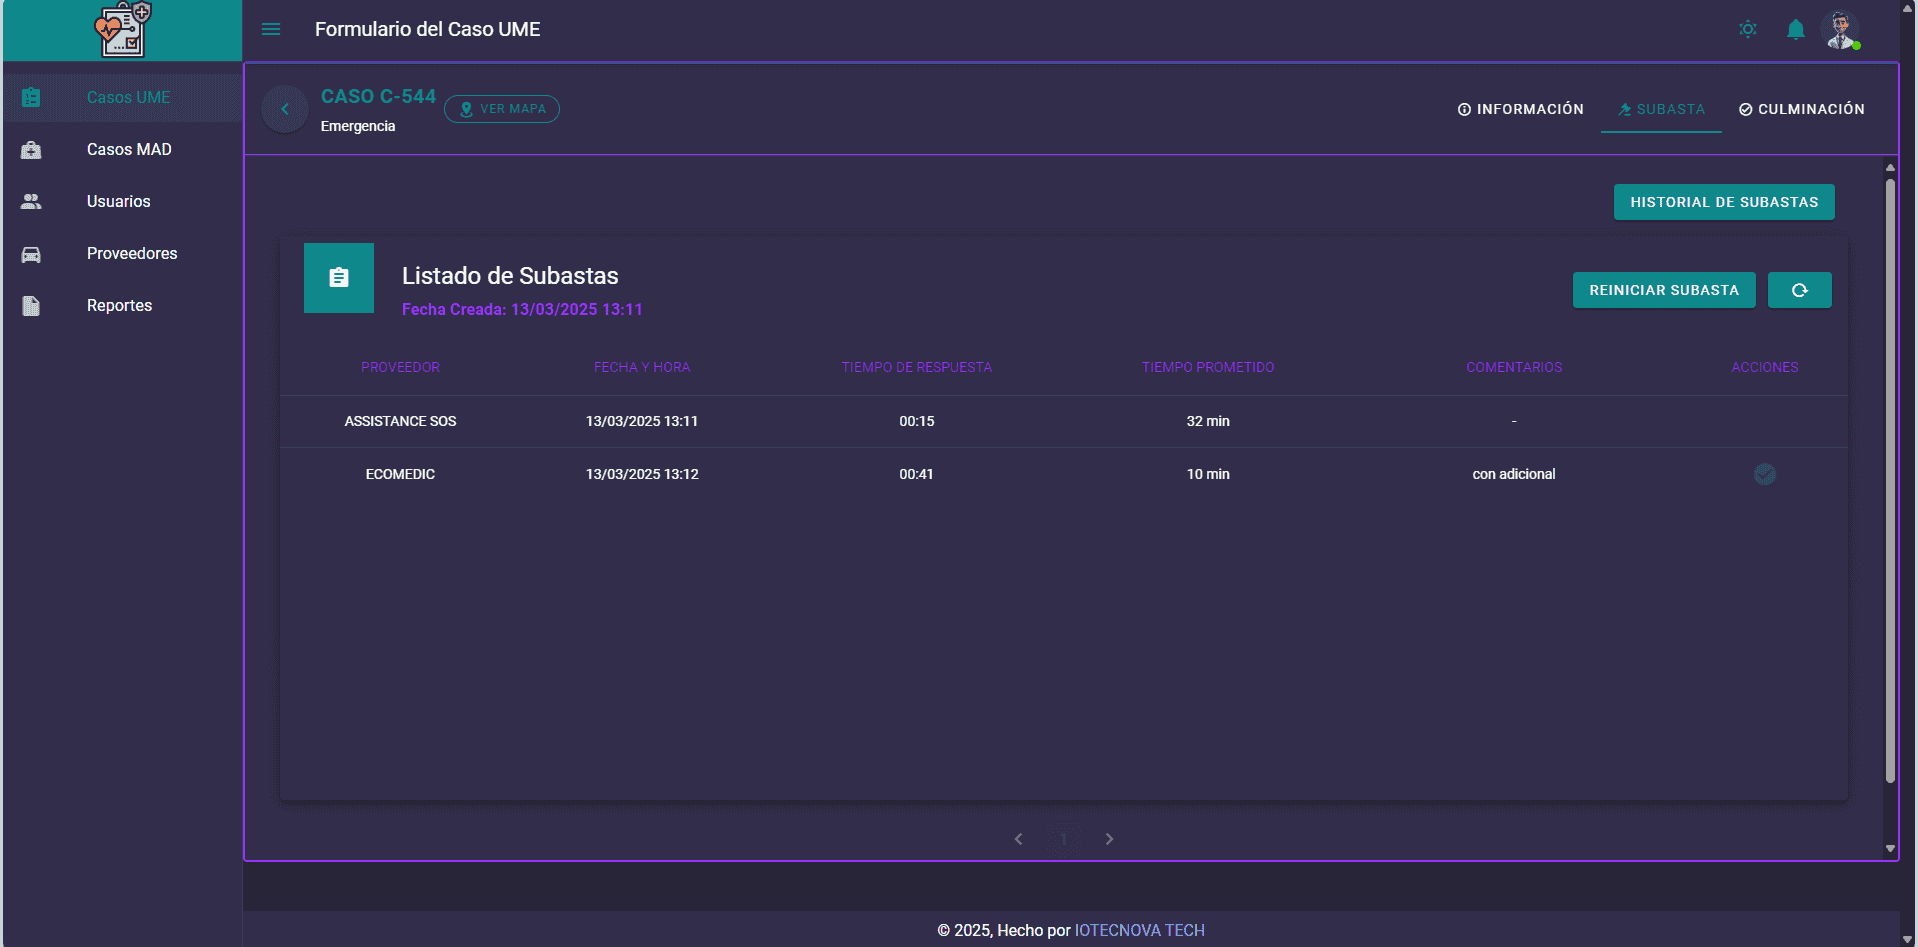 Formulario del Caso UME
Casos UME
Casos MAD
Usuarios
Proveedores
Reportes
CASO C-544
Emergencia
VER MAPA
INFORMACIÓN
SUBASTA
CULMINACIÓN
HISTORIAL DE SUBASTAS
Listado de Subastas
Fecha Creada: 13/03/2025 13:11
REINICIAR SUBASTA
PROVEEDOR FECHA Y HORA TIEMPO DE RESPUESTA TIEMPO PROMETIDO COMENTARIOS ACCIONES
ASSISTANCE SOS 13/03/2025 13:11 00:15 32 min -
ECOMEDIC 13/03/2025 13:12 00:41 10 min con adicional
1
© 2025, Hecho por IOTECNOVA TECH